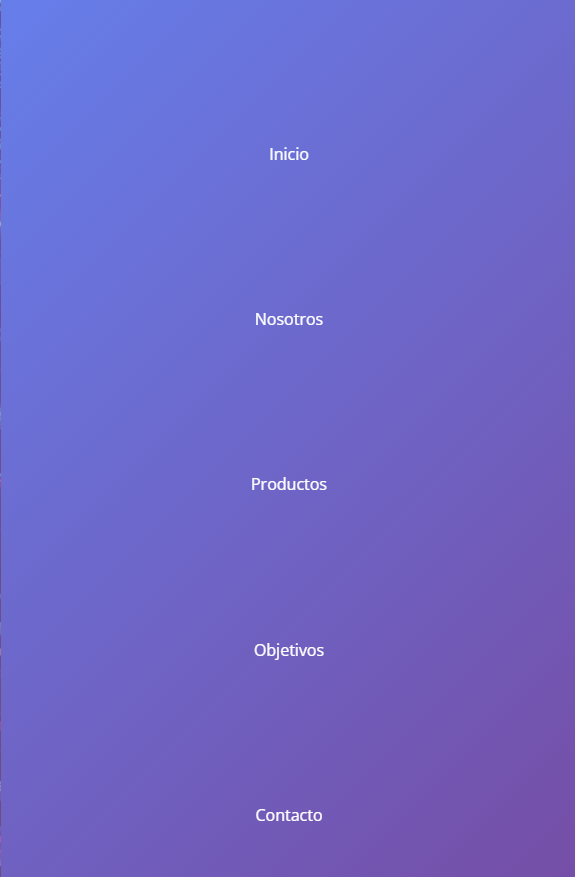 Inicio
Nosotros
Productos
Objetivos
Contacto